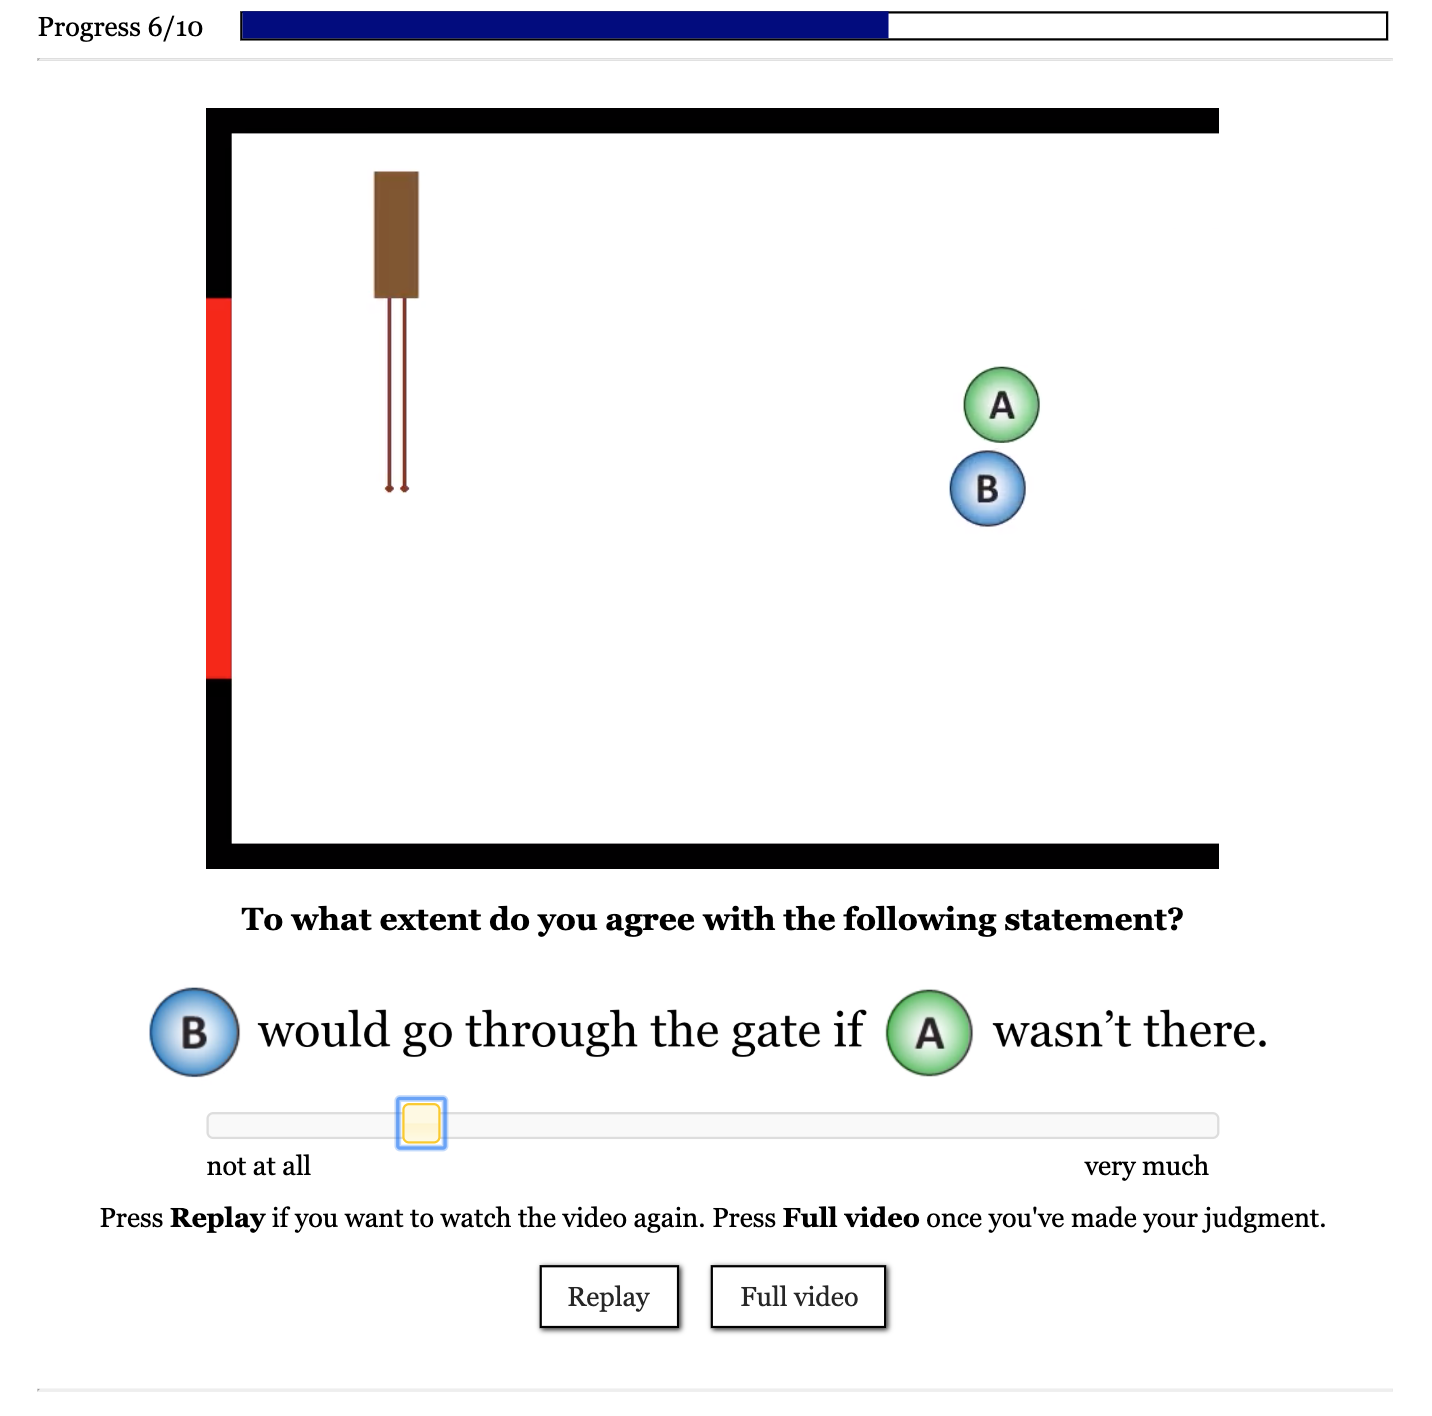 Progress 6/10
A
B
To what extent do you agree with the following statement?
B would go through the gate if A wasn’t there.
not at all very much
Press Replay if you want to watch the video again. Press Full video once you've made your judgment.
Replay Full video